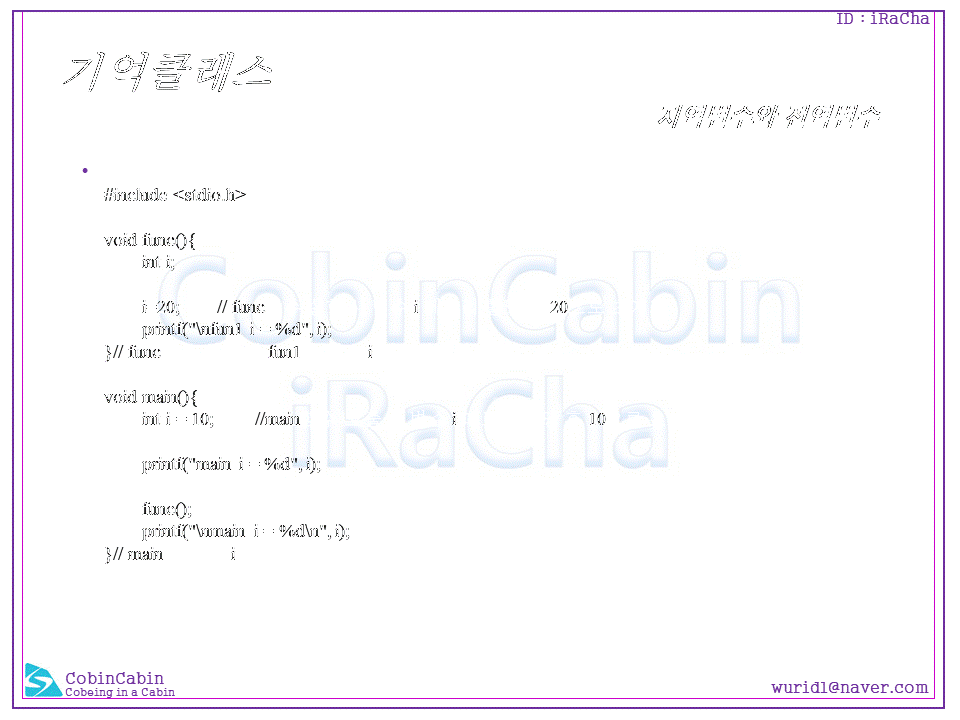 ID : iRaCha
기억클래스
지역변수와 전역변수
•
#include <stdio.h>
void func(){
int i;
i=20; // func i 20
printf("\nfun1 i = %d", i);
}// func fun1 i
void main(){
int i = 10; //main i 10
printf("main i = %d", i);
func();
printf("\nmain i = %d\n", i);
}// main i
CobinCabin
iRaCha
CobinCabin
Cobeing in a Cabin
wurid1@naver.com